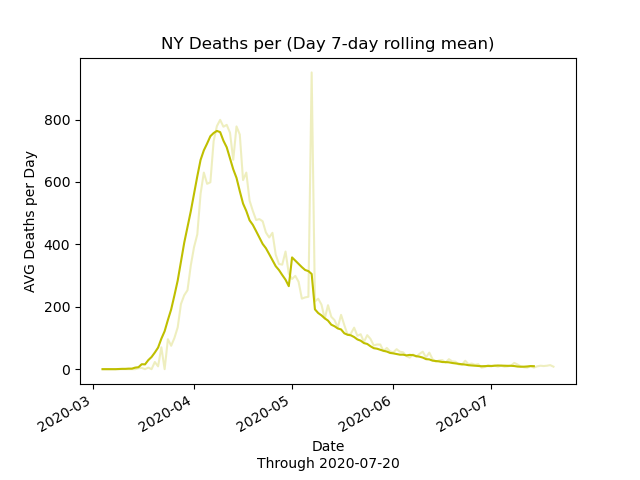 NY Deaths per (Day 7-day rolling mean)
AVG Deaths per Day
800
600
400
200
0
2020-03
2020-04
2020-05
2020-06
2020-07
Date
Through 2020-07-20